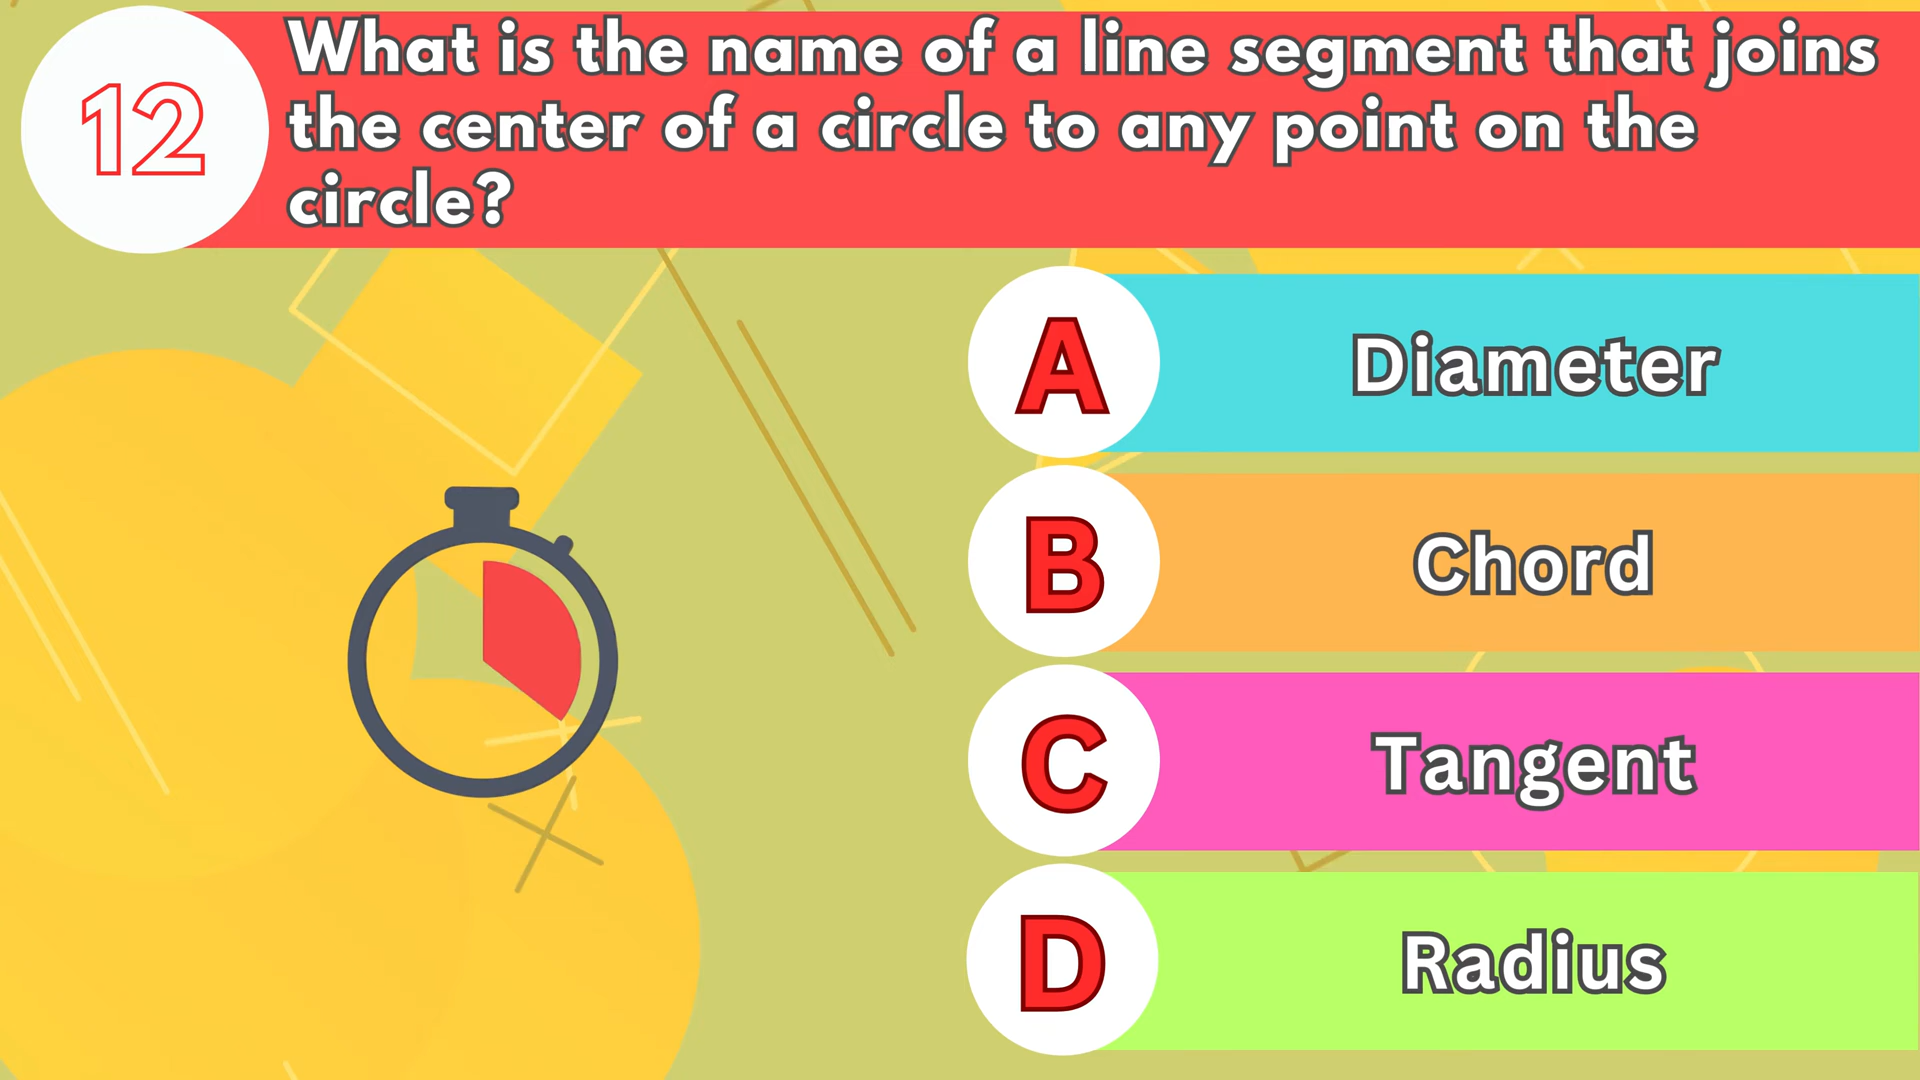 12
What is the name of a line segment that joins
the center of a circle to any point on the
circle?
A
Diameter
B
Chord
C
Tangent
D
Radius